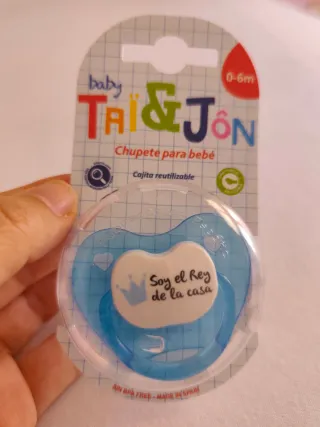 0-6m
baby
TAÏ&JÔN
Chupete para bebé
Cajita reutilizable
Soy el Rey
de la casa